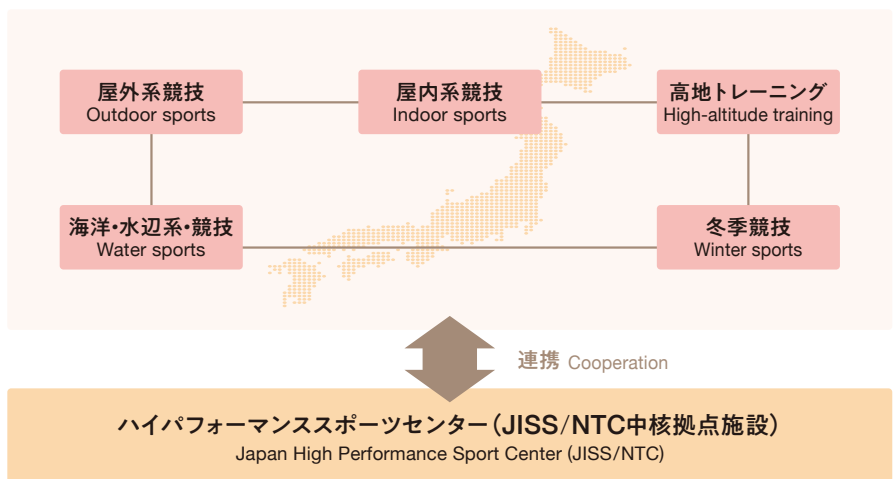 屋外系競技
Outdoor sports
屋内系競技
Indoor sports
高地トレーニング
High-altitude training
海洋・水辺系・競技
Water sports
冬季競技
Winter sports
連携 Cooperation
ハイパフォーマンススポーツセンター（JISS/NTC中核拠点施設）
Japan High Performance Sport Center (JISS/NTC)